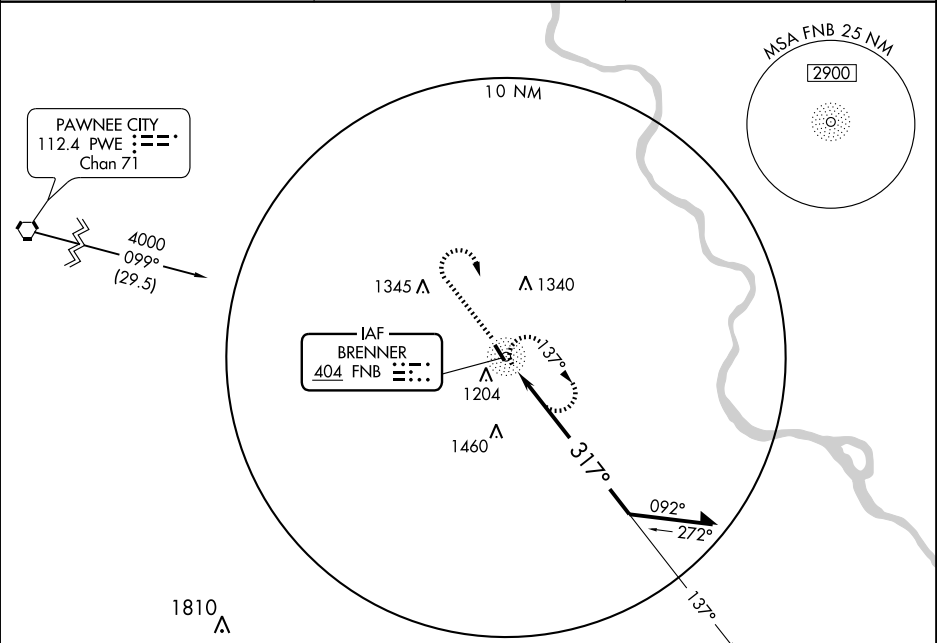 MSA FNB 25 NM
2900
10 NM
PAWNEE CITY
112.4 PWE
Chan 71
4000
099°
(29.5)
1345
1340
IAF
BRENNER
404 FNB
137°
1204
1460
317°
092°
272°
137°
1810